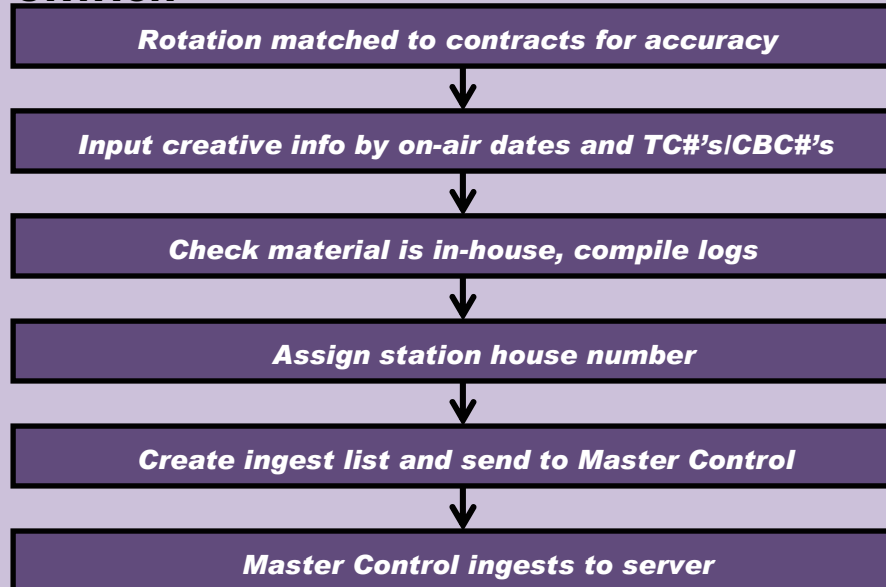 Rotation matched to contracts for accuracy
Input creative info by on-air dates and TC#'s/CBC#'s
Check material is in-house, compile logs
Assign station house number
Create ingest list and send to Master Control
Master Control ingests to server